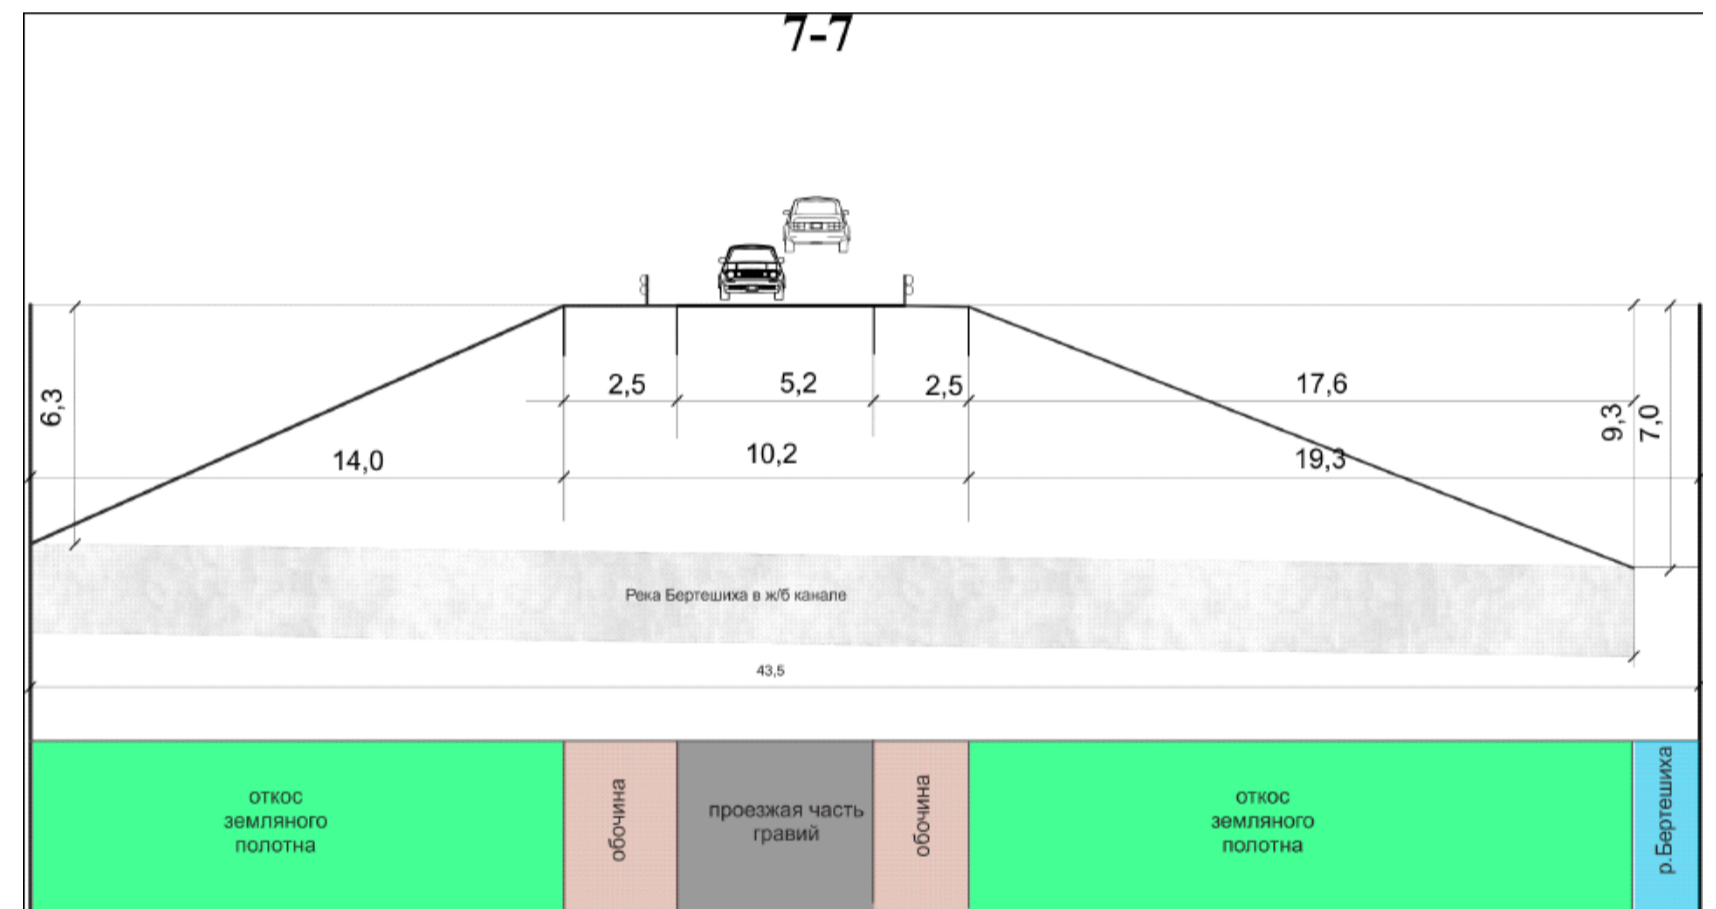 7-7
6,3
2,5
5,2
2,5
17,6
9,3
7,0
14,0
10,2
19,3
Река Бертешиха в ж/б канале
43,5
откос
земляного
полотна
обочина
проезжая часть
гравий
обочина
откос
земляного
полотна
р.Бертешиха